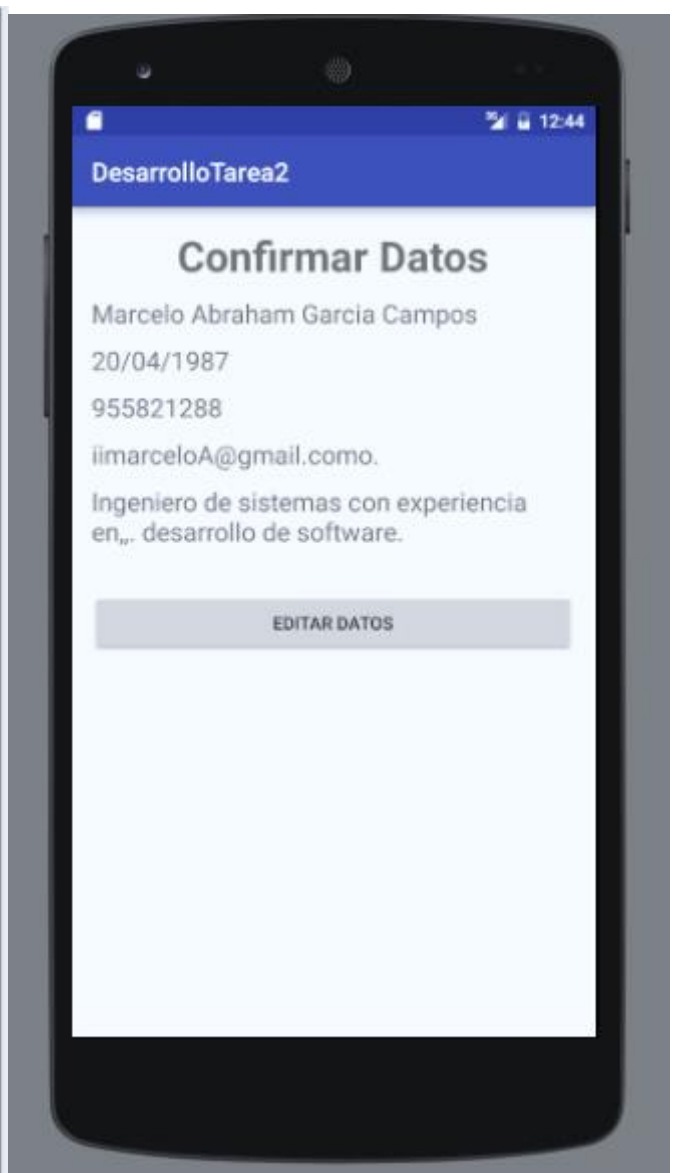 12:44
DesarrolloTarea2
Confirmar Datos
Marcelo Abraham Garcia Campos
20/04/1987
955821288
iimarceloA@gmail.como.
Ingeniero de sistemas con experiencia
en,,. desarrollo de software.
EDITAR DATOS